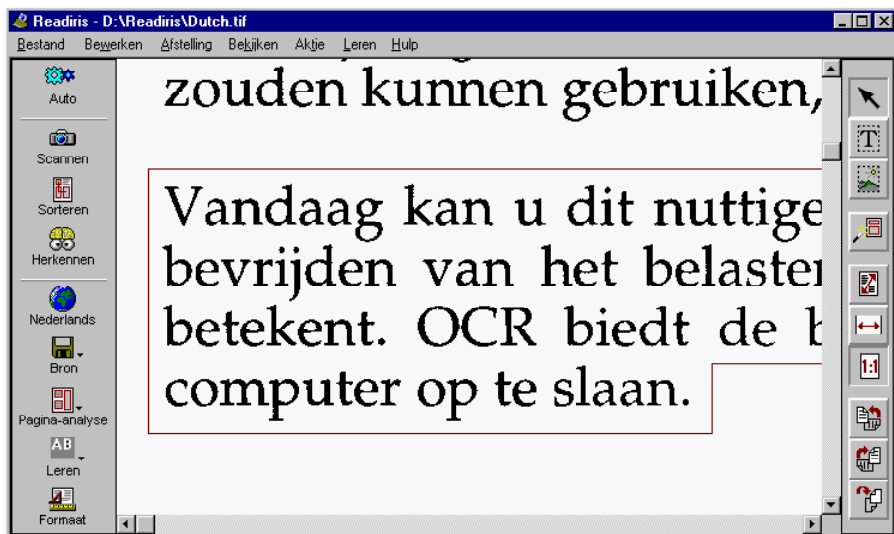 Readiris - D:\Readiris\Dutch.tif
Bestand Bewerken Afstelling Bekijken Aktie Leren Hulp
Auto
Scannen
Sorteren
Herkennen
Nederlands
Bron
Pagina-analyse
AB
Leren
Formaat
zouden kunnen gebruiken,
Vandaag kan u dit nuttige
bevrijden van het belaster
betekent. OCR biedt de b
computer op te slaan.
T
1:1